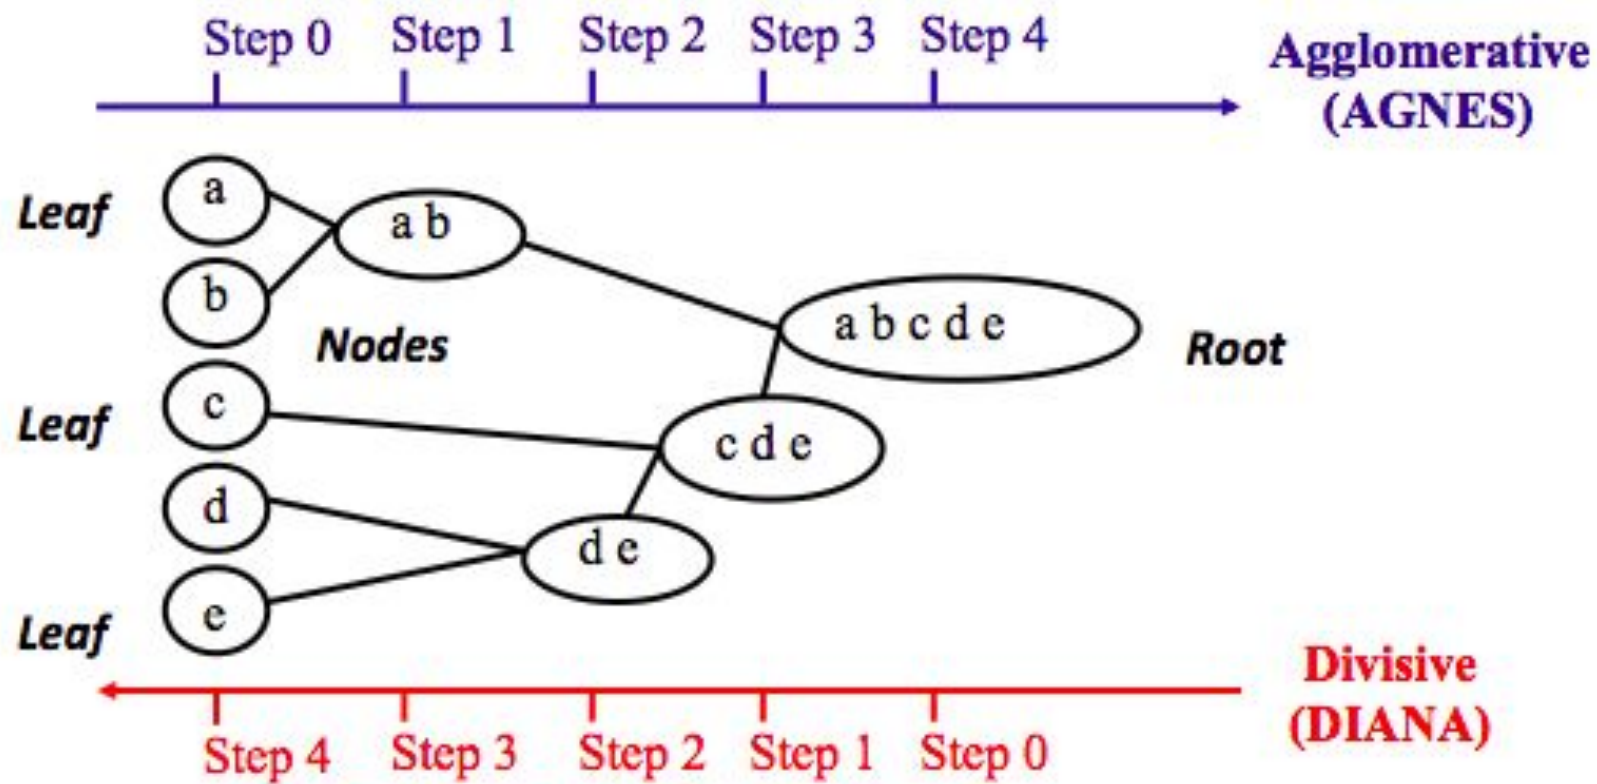 Step 0 Step 1 Step 2 Step 3 Step 4
Agglomerative
(AGNES)
Leaf
a
a b
b
Nodes
a b c d e
Root
Leaf
c
c d e
d
d e
Leaf
e
Divisive
(DIANA)
Step 4 Step 3 Step 2 Step 1 Step 0